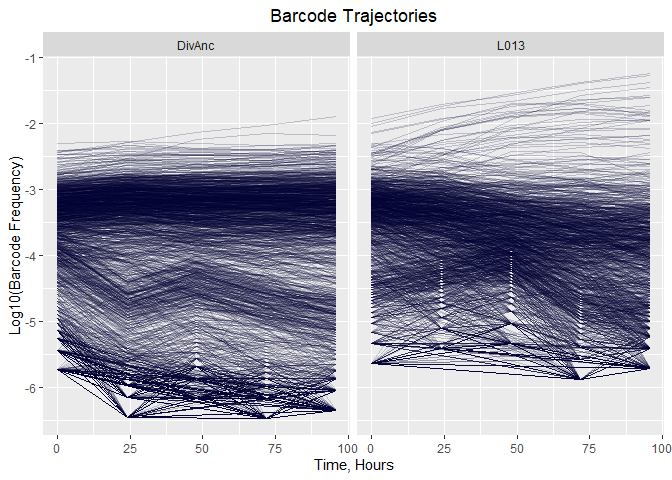 Barcode Trajectories
DivAnc L013
Log10(Barcode Frequency)
-1
-2
-3
-4
-5
-6
0 25 50 75 100 0 25 50 75 100
Time, Hours